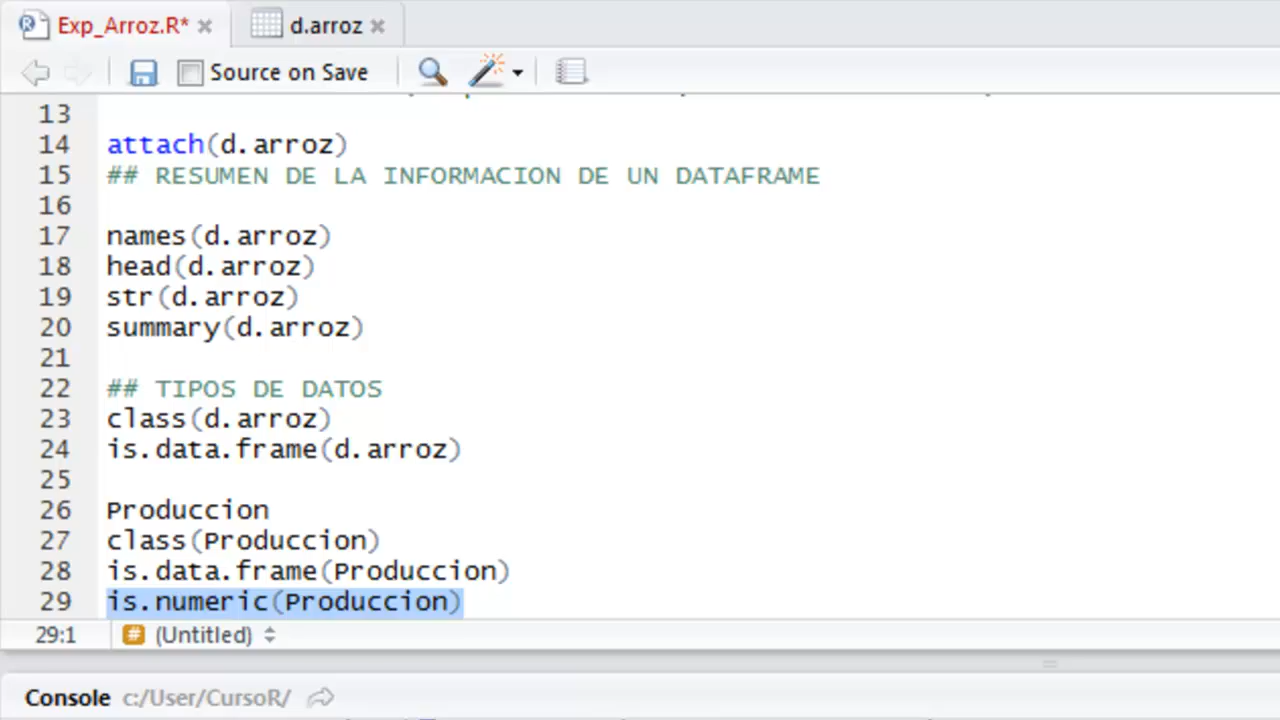 Exp_Arroz.R* d.arroz
Source on Save
13
14 attach(d.arroz)
15 ## RESUMEN DE LA INFORMACION DE UN DATAFRAME
16
17 names(d.arroz)
18 head(d.arroz)
19 str(d.arroz)
20 summary(d.arroz)
21
22 ## TIPOS DE DATOS
23 class(d.arroz)
24 is.data.frame(d.arroz)
25
26 Produccion
27 class(Produccion)
28 is.data.frame(Produccion)
29 is.numeric(Produccion)
29:1 # (Untitled)
Console c:/User/CursoR/